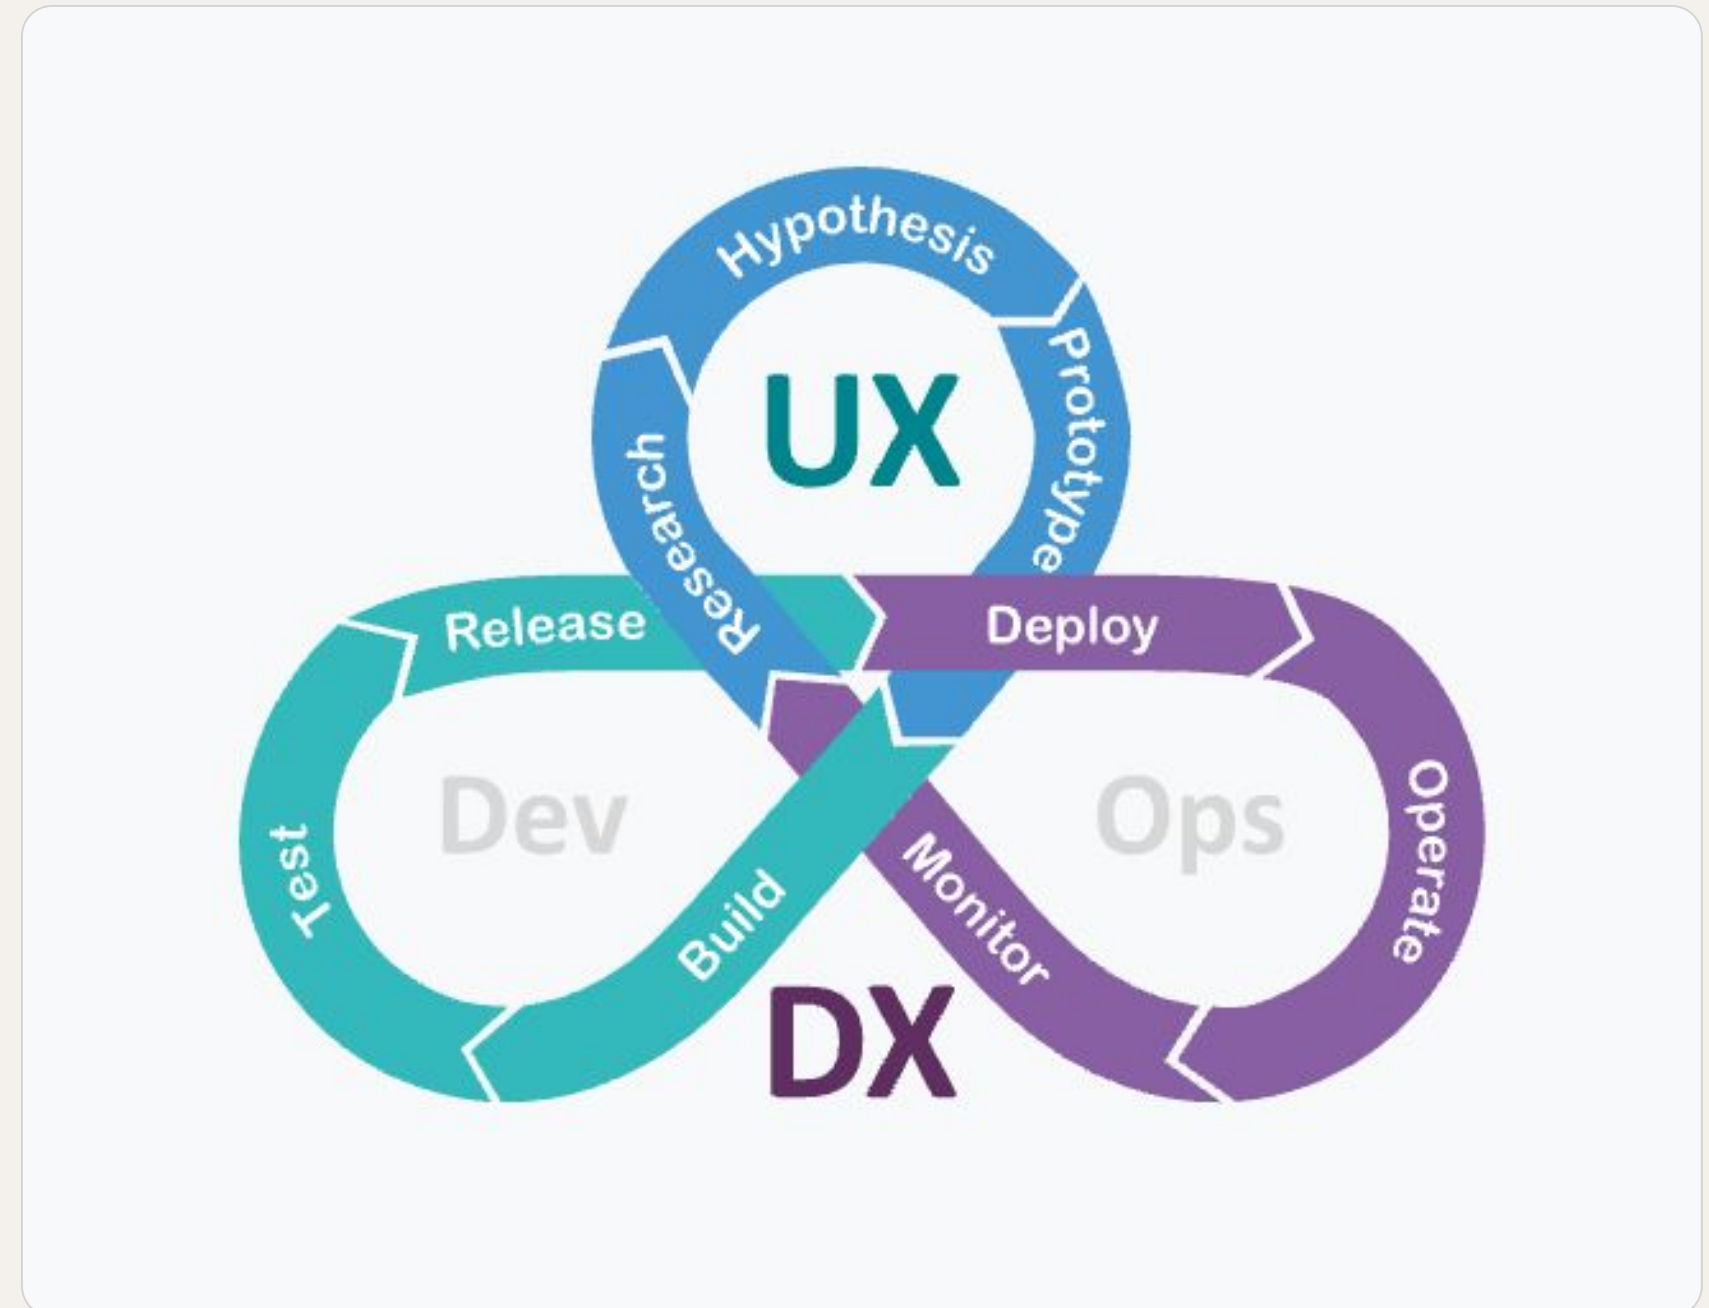 Hypothesis
Prototype
UX
Research
Release
Deploy
Dev
Ops
Operate
Test
Build
Monitor
DX